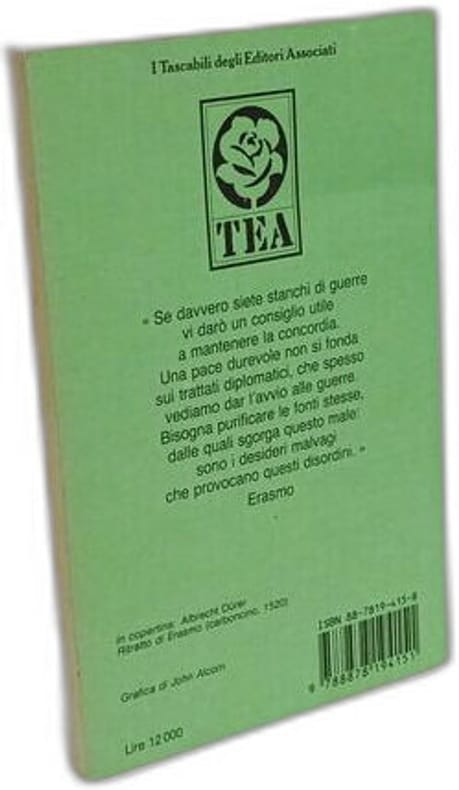 I Tascabili degli Editori Associati
TEA
« Se davvero siete stanchi di guerre
vi darò un consiglio utile
a mantenere la concordia.
Una pace durevole non si fonda
sui trattati diplomatici, che spesso
vediamo dar l'avvio alle guerre.
Bisogna purificare le fonti stesse,
dalle quali sgorga questo male:
sono i desideri malvagi
che provocano questi disordini. »
Erasmo
In copertina: Albrecht Dürer
Ritratto di Erasmo (carboncino, 1520)
Grafica di John Alcorn
Lire 12 000
ISBN 88-7819-415-8
9 788878 194151